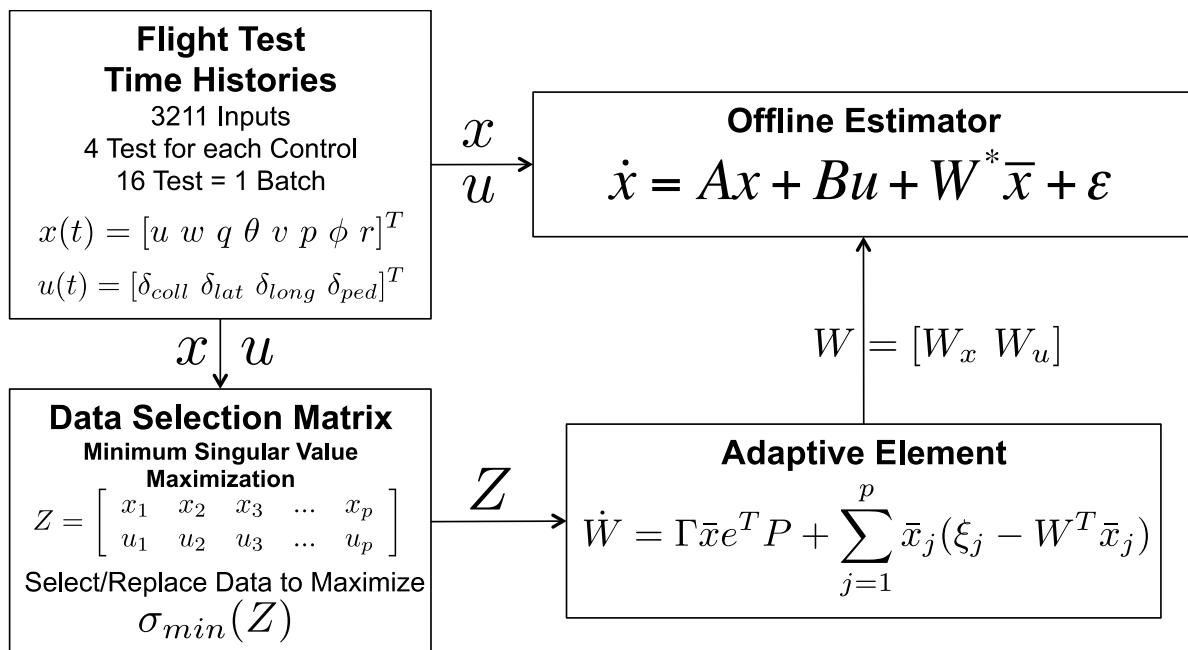 Flight Test
Time Histories
3211 Inputs
4 Test for each Control
16 Test = 1 Batch
x(t) = [u w q θ v p ϕ r]^T
u(t) = [δ_coll δ_lat δ_long δ_ped]^T
x
u
Offline Estimator
ẋ = Ax + Bu + W^* x̅ + ε
x u
W = [W_x W_u]
Data Selection Matrix
Minimum Singular Value
Maximization
Z = [ x_1 x_2 x_3 ... x_p
u_1 u_2 u_3 ... u_p ]
Select/Replace Data to Maximize
σ_min(Z)
Z
Adaptive Element
Ẇ = Γx̄e^T P + ∑_{j=1}^{p} x̄_j(ξ_j − W^T x̄_j)